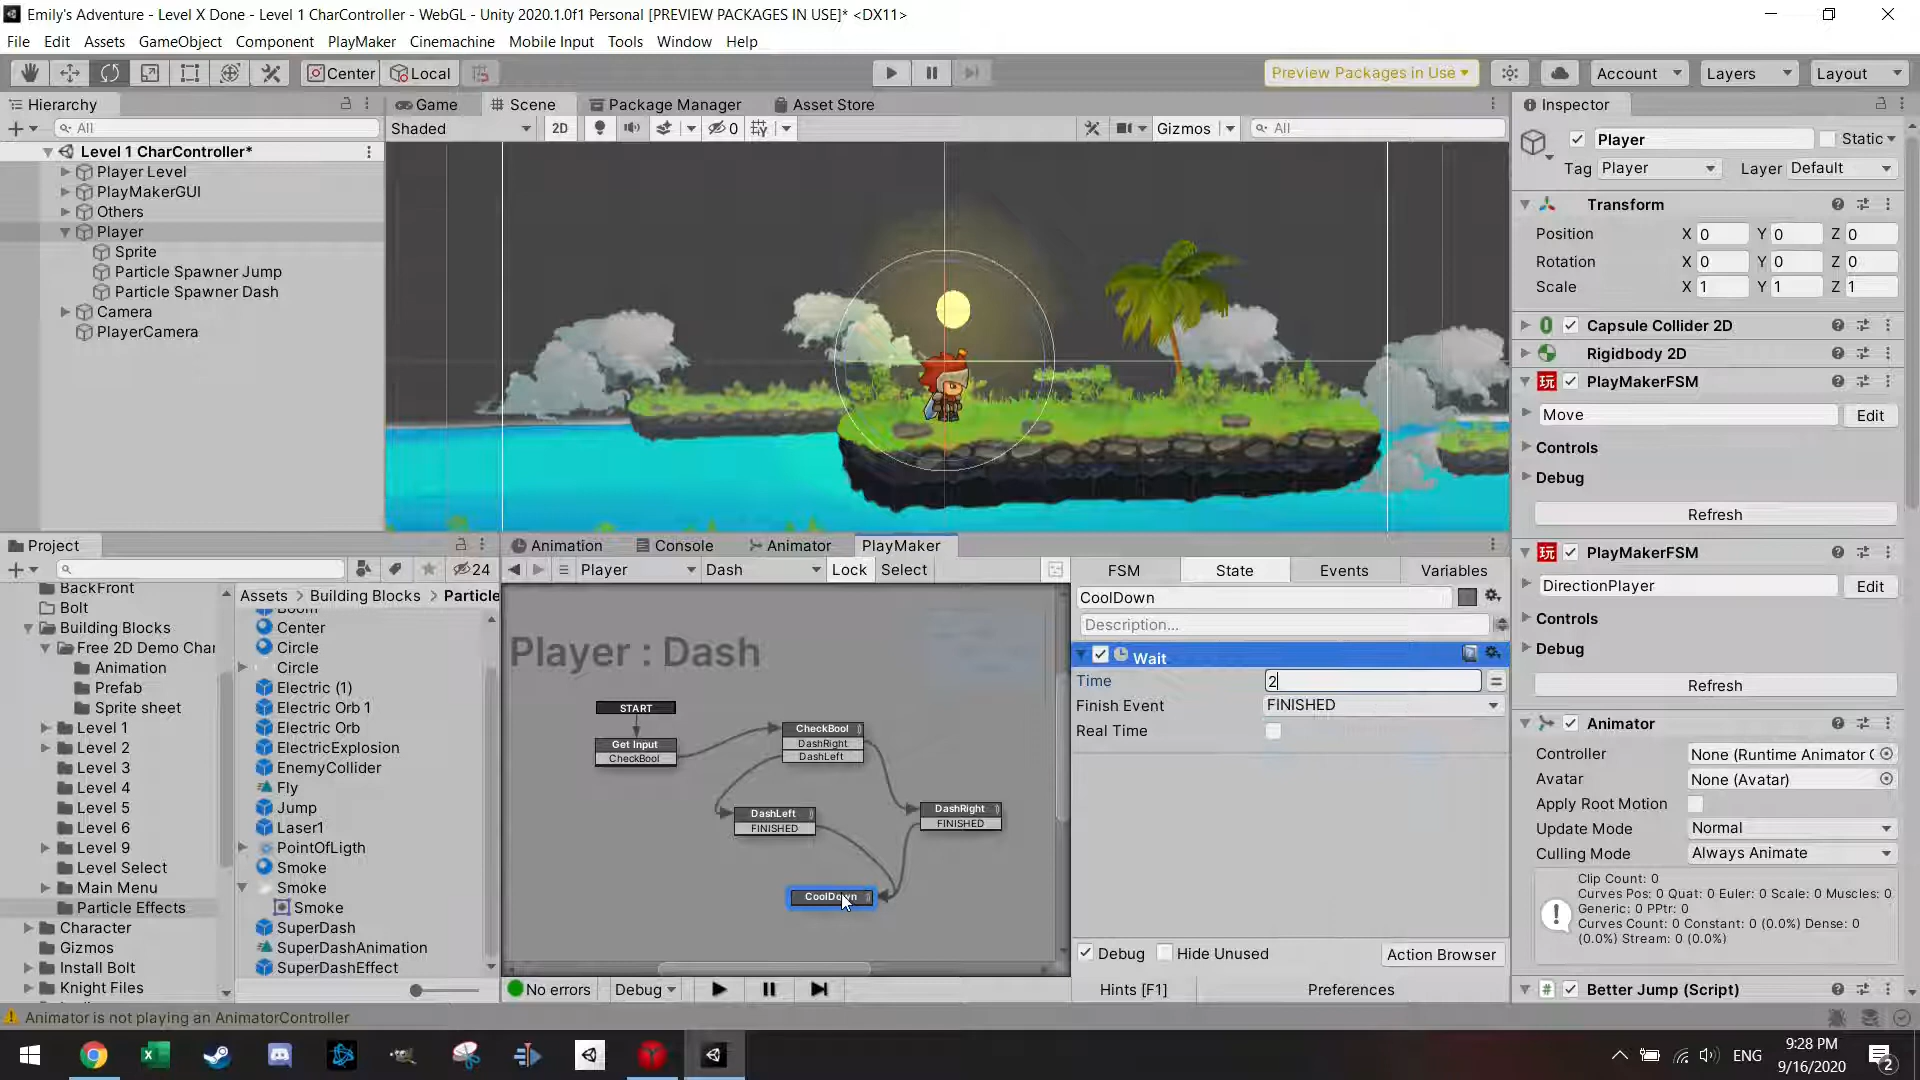 Emily's Adventure - Level X Done - Level 1 CharController - WebGL - Unity 2020.1.0f1 Personal [PREVIEW PACKAGES IN USE]* <DX11>
File Edit Assets GameObject Component PlayMaker Cinemachine Mobile Input Tools Window Help
Center Local Preview Packages in Use Account Layers Layout
Hierarchy
All
Level 1 CharController*
Player Level
PlayMakerGUI
Others
Player
Sprite
Particle Spawner Jump
Particle Spawner Dash
Camera
PlayerCamera
Game Scene Package Manager Asset Store
Shaded 2D 0 Gizmos All
Inspector
Player Static
Tag Player Layer Default
Transform
Position X 0 Y 0 Z 0
Rotation X 0 Y 0 Z 0
Scale X 1 Y 1 Z 1
Capsule Collider 2D
Rigidbody 2D
玩 PlayMakerFSM
Move Edit
Controls
Debug
Refresh
玩 PlayMakerFSM
DirectionPlayer Edit
Controls
Debug
Refresh
Animator
Controller None (Runtime Animator C
Avatar None (Avatar)
Apply Root Motion
Update Mode Normal
Culling Mode Always Animate
Clip Count: 0
Curves Pos: 0 Quat: 0 Euler: 0 Scale: 0 Muscles: 0
Generic: 0 PPtr: 0
Curves Count: 0 Constant: 0 (0.0%) Dense: 0
(0.0%) Stream: 0 (0.0%)
# Better Jump (Script)
Project
24
BackFront
Bolt
Building Blocks
Free 2D Demo Char
Animation
Prefab
Sprite sheet
Level 1
Level 2
Level 3
Level 4
Level 5
Level 6
Level 9
Level Select
Main Menu
Particle Effects
Character
Gizmos
Install Bolt
Knight Files
Assets > Building Blocks > Particle
Boom
Center
Circle
Circle
Electric (1)
Electric Orb 1
Electric Orb
ElectricExplosion
EnemyCollider
Fly
Jump
Laser1
PointOfLigth
Smoke
Smoke
Smoke
SuperDash
SuperDashAnimation
SuperDashEffect
Animation Console Animator PlayMaker
Player Dash Lock Select
Player : Dash
START
Get Input
CheckBool
CheckBool
DashRight
DashLeft
DashLeft
FINISHED
DashRight
FINISHED
CoolDown
No errors Debug
FSM State Events Variables
CoolDown
Description...
Wait
Time 2
Finish Event FINISHED
Real Time
Debug Hide Unused Action Browser
Hints [F1] Preferences
Animator is not playing an AnimatorController
ENG
9:28 PM
9/16/2020
2